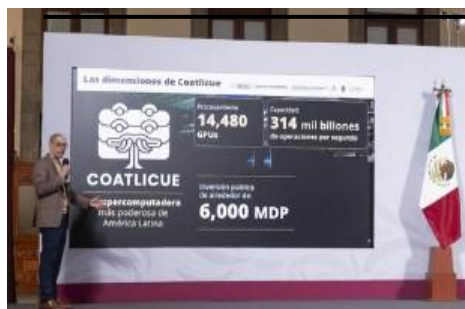 Las dimensiones de Coatlicue
Procesamiento
14,480
GPUs
Capacidad
314 mil billones
de operaciones por segundo
COATLICUE
Supercomputadora
más poderosa de
América Latina
Inversión pública
de alrededor de
6,000 MDP